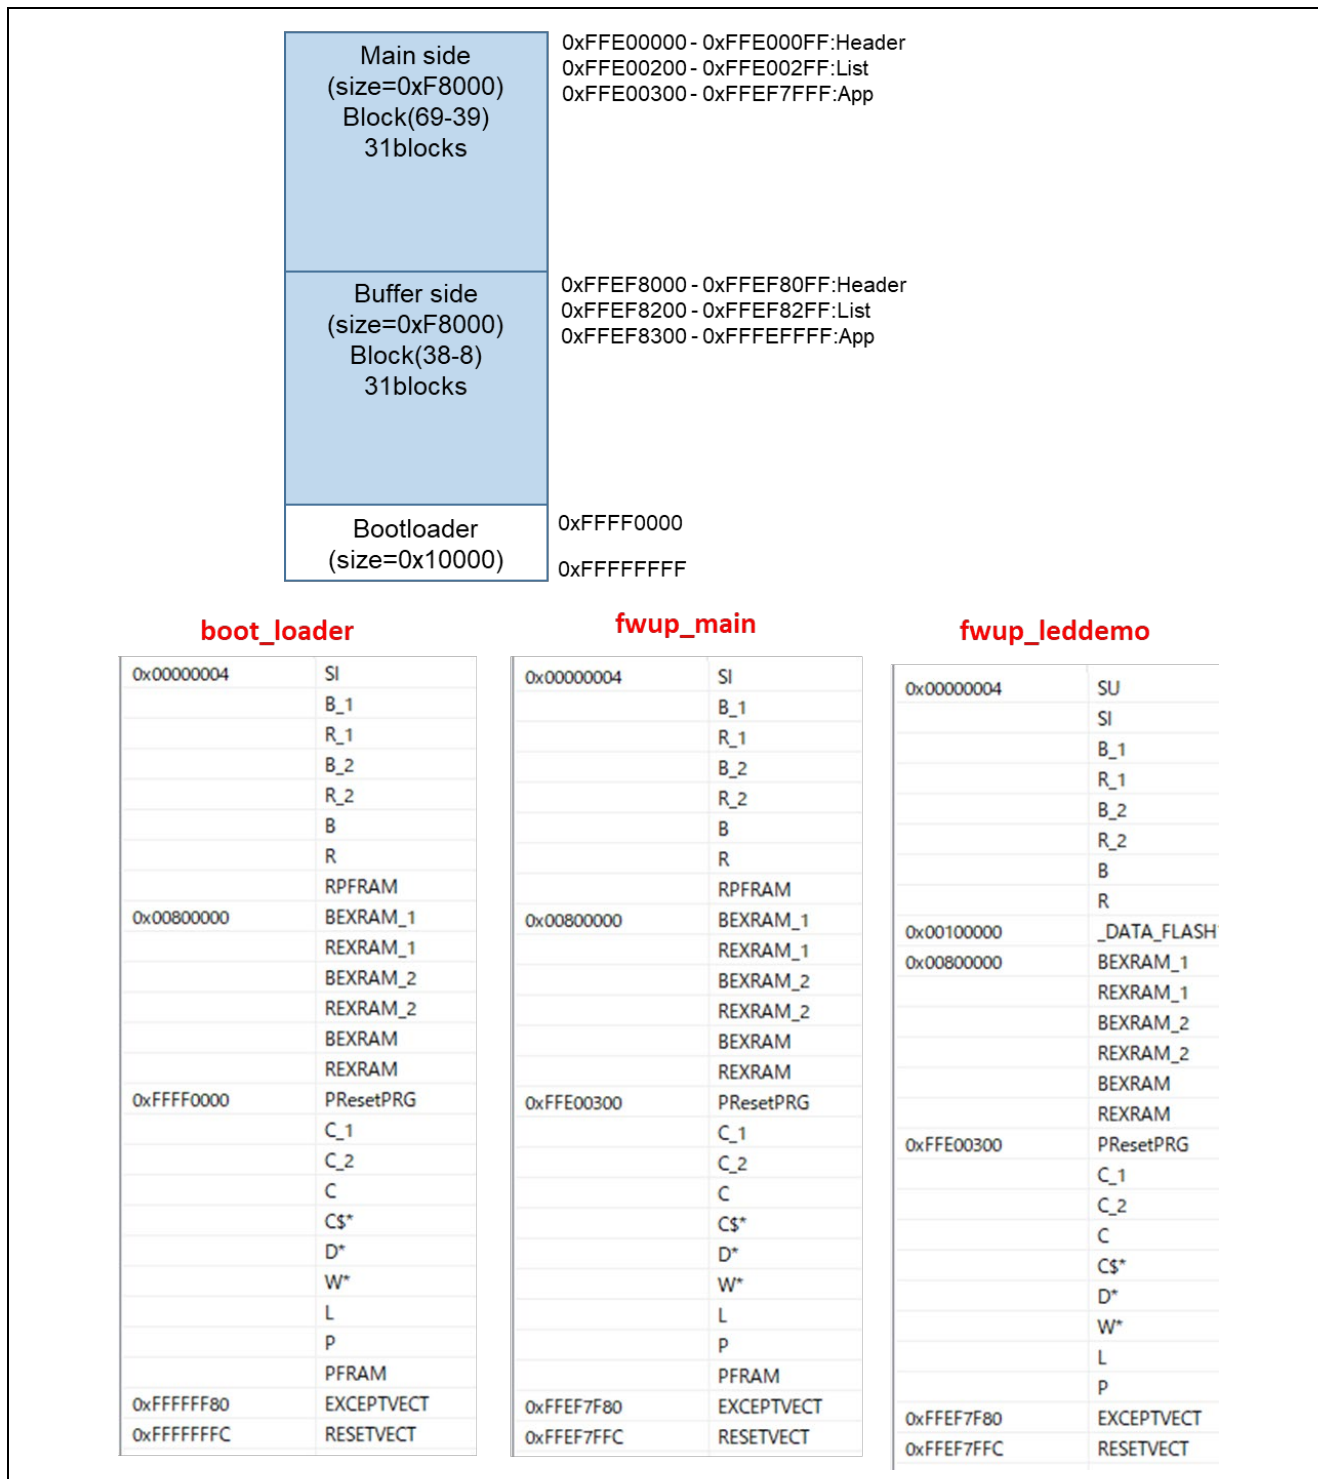 Main side
(size=0xF8000)
Block(69-39)
31blocks
0xFFE00000 - 0xFFE000FF:Header
0xFFE00200 - 0xFFE002FF:List
0xFFE00300 - 0xFFEF7FFF:App
Buffer side
(size=0xF8000)
Block(38-8)
31blocks
0xFFEF8000 - 0xFFEF80FF:Header
0xFFEF8200 - 0xFFEF82FF:List
0xFFEF8300 - 0xFFFEFFFF:App
Bootloader
(size=0x10000)
0xFFFF0000
0xFFFFFFFF
boot_loader
0x00000004 SI
B_1
R_1
B_2
R_2
B
R
RPFRAM
0x00800000 BEXRAM_1
REXRAM_1
BEXRAM_2
REXRAM_2
BEXRAM
REXRAM
0xFFFF0000 PResetPRG
C_1
C_2
C
C$*
D*
W*
L
P
PFRAM
0xFFFFFF80 EXCEPTVECT
0xFFFFFFFC RESETVECT
fwup_main
0x00000004 SI
B_1
R_1
B_2
R_2
B
R
RPFRAM
0x00800000 BEXRAM_1
REXRAM_1
BEXRAM_2
REXRAM_2
BEXRAM
REXRAM
0xFFE00300 PResetPRG
C_1
C_2
C
C$*
D*
W*
L
P
PFRAM
0xFFEF7F80 EXCEPTVECT
0xFFEF7FFC RESETVECT
fwup_leddemo
0x00000004 SU
SI
B_1
R_1
B_2
R_2
B
R
0x00100000 _DATA_FLASH
0x00800000 BEXRAM_1
REXRAM_1
BEXRAM_2
REXRAM_2
BEXRAM
REXRAM
0xFFE00300 PResetPRG
C_1
C_2
C
C$*
D*
W*
L
P
0xFFEF7F80 EXCEPTVECT
0xFFEF7FFC RESETVECT